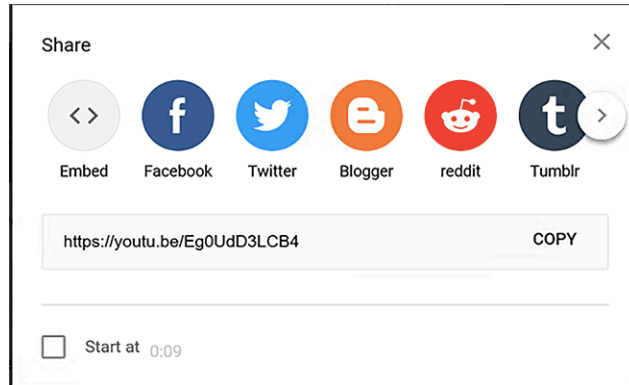 Share
Embed Facebook Twitter Blogger reddit Tumblr
https://youtu.be/Eg0UdD3LCB4 COPY
Start at 0:09